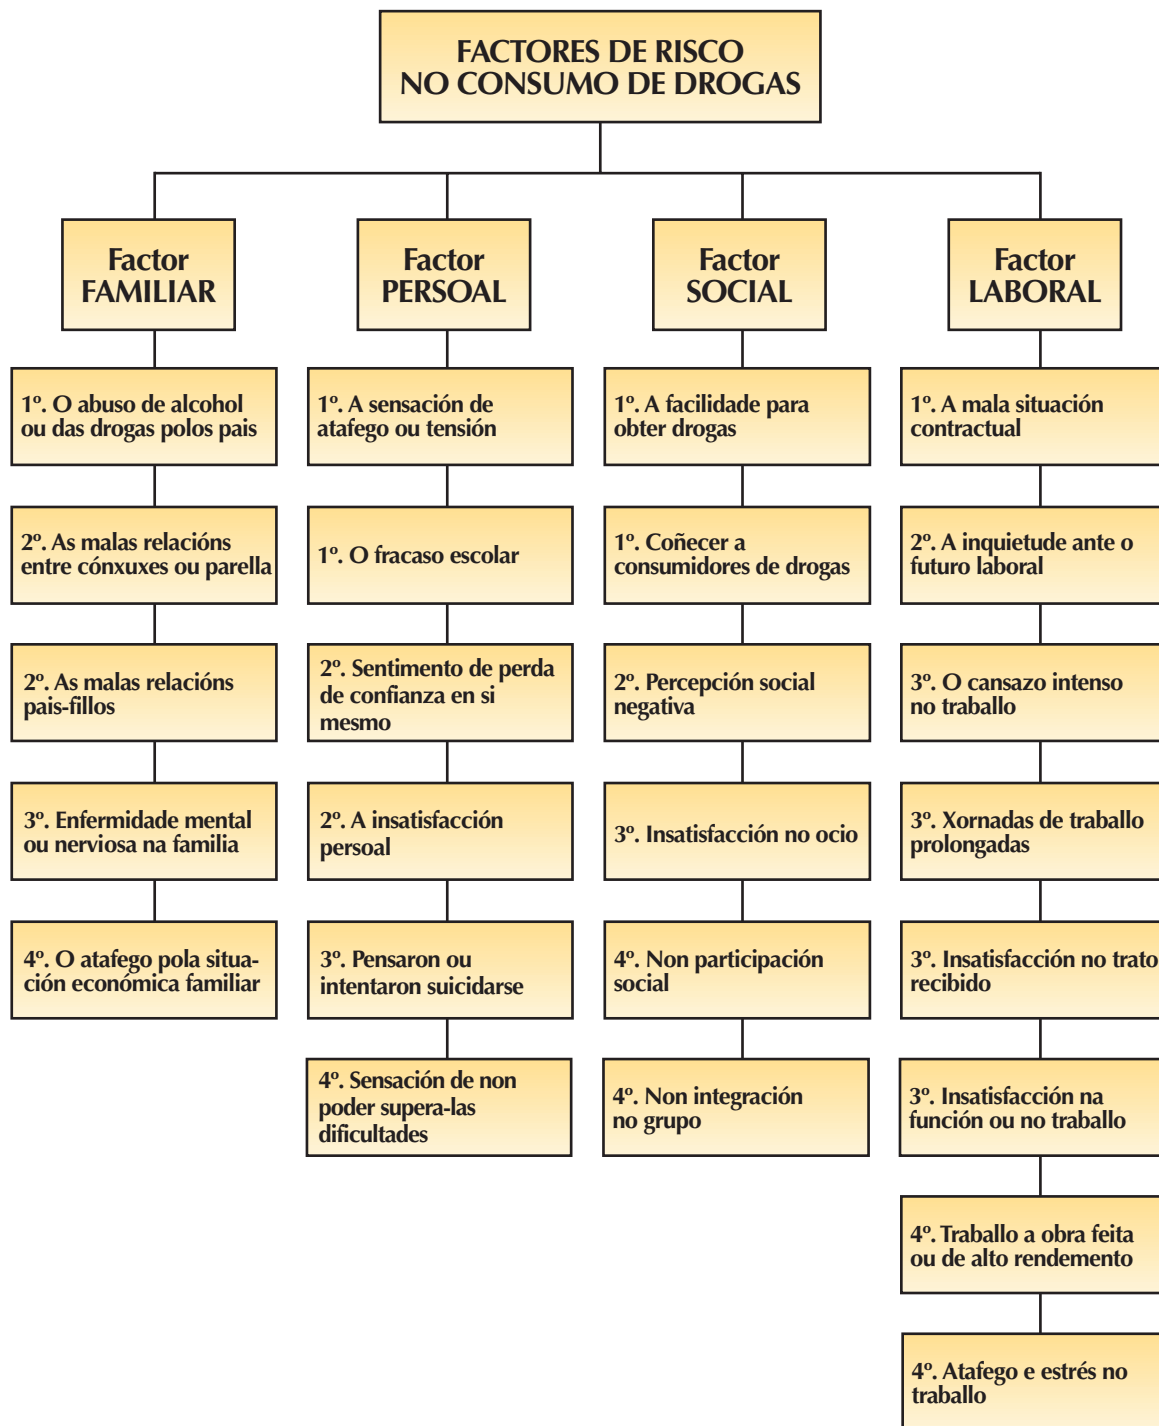 FACTORES DE RISCO
NO CONSUMO DE DROGAS
Factor
FAMILIAR
1º. O abuso de alcohol
ou das drogas polos pais
2º. As malas relacións
entre cónxuxes ou parella
2º. As malas relacións
pais-fillos
3º. Enfermidade mental
ou nerviosa na familia
4º. O atafego pola situa-
ción económica familiar
Factor
PERSOAL
1º. A sensación de
atafego ou tensión
1º. O fracaso escolar
2º. Sentimento de perda
de confianza en si
mesmo
2º. A insatisfacción
persoal
3º. Pensaron ou
intentaron suicidarse
4º. Sensación de non
poder supera-las
dificultades
Factor
SOCIAL
1º. A facilidade para
obter drogas
1º. Coñecer a
consumidores de drogas
2º. Percepción social
negativa
3º. Insatisfacción no ocio
4º. Non participación
social
4º. Non integración
no grupo
Factor
LABORAL
1º. A mala situación
contractual
2º. A inquietude ante o
futuro laboral
3º. O cansazo intenso
no traballo
3º. Xornadas de traballo
prolongadas
3º. Insatisfacción no trato
recibido
3º. Insatisfacción na
función ou no traballo
4º. Traballo a obra feita
ou de alto rendemento
4º. Atafego e estrés no
traballo